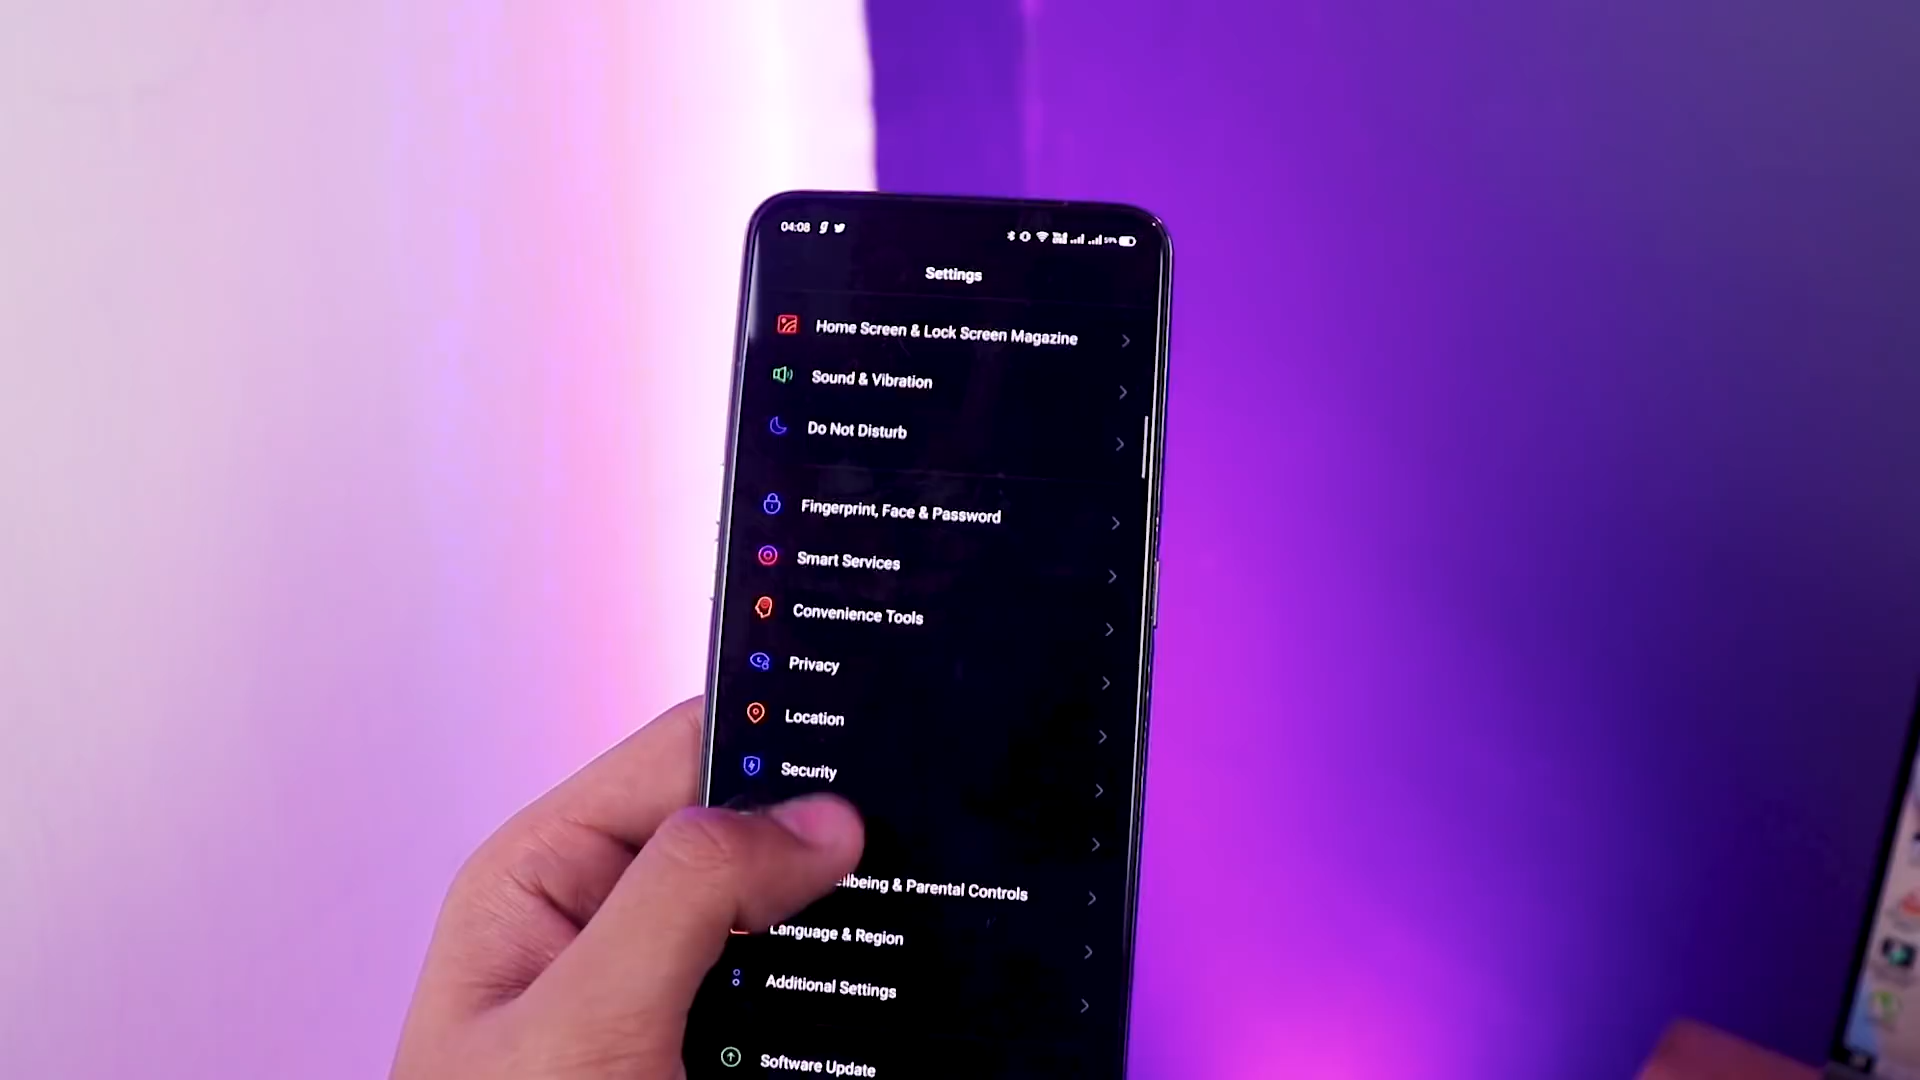 04:08
59%
Settings
Home Screen & Lock Screen Magazine
Sound & Vibration
Do Not Disturb
Fingerprint, Face & Password
Smart Services
Convenience Tools
Privacy
Location
Security
& Parental Controls
Language & Region
Additional Settings
Software Update